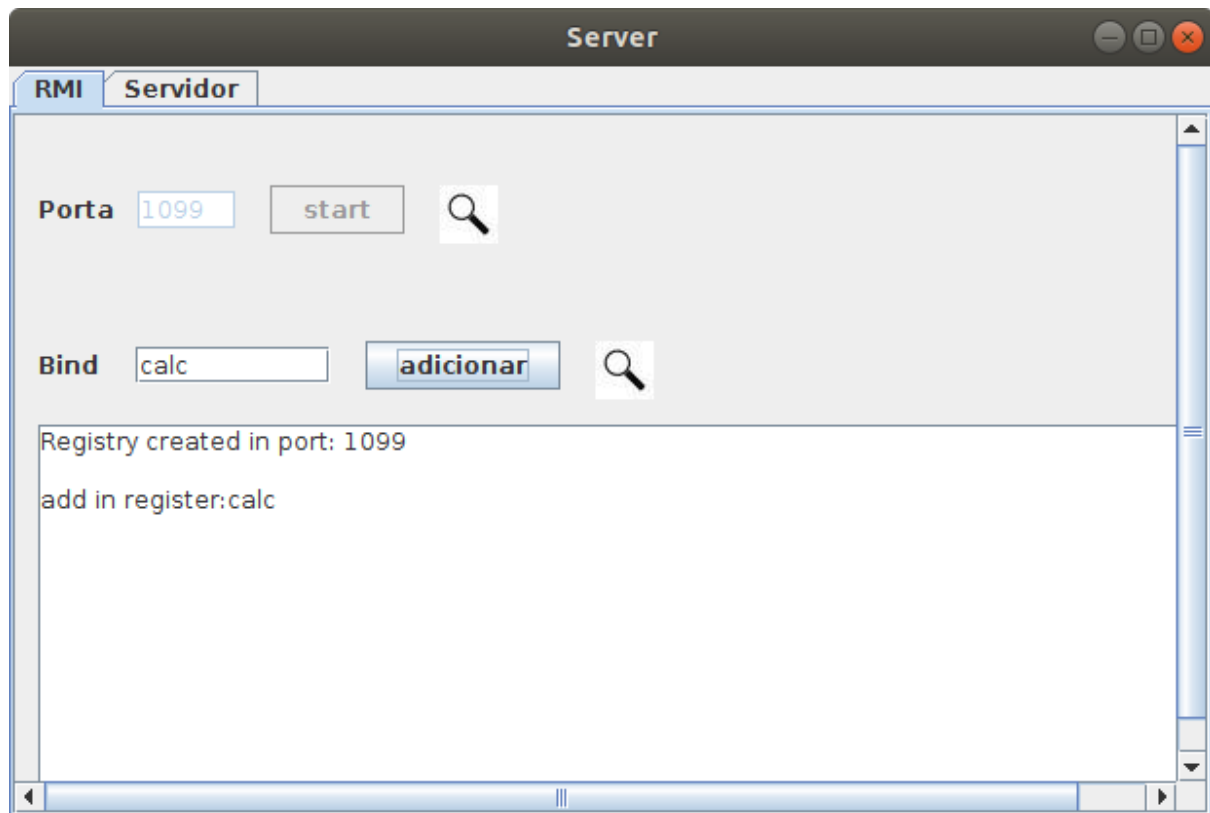 Server
RMI Servidor
Porta 1099 start
Bind calc adicionar
Registry created in port: 1099
add in register:calc